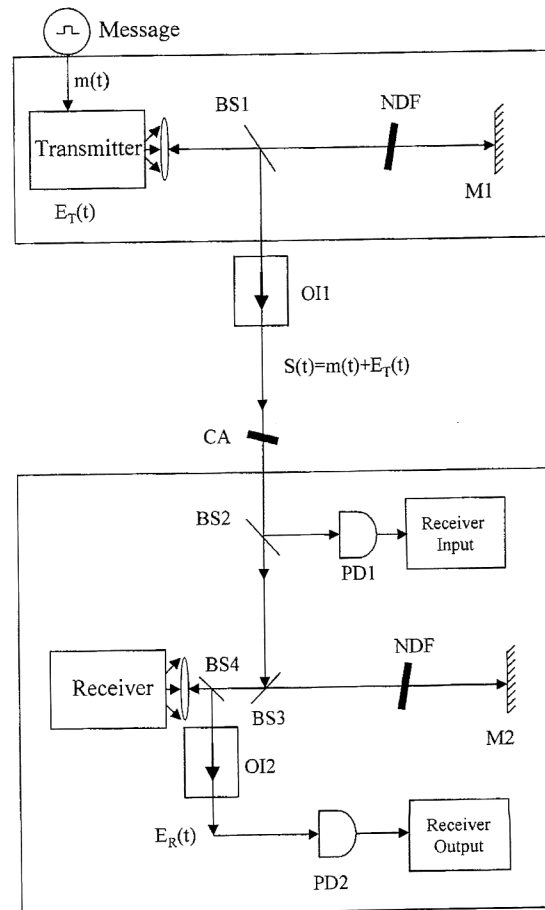 Message
m(t)
BS1
NDF
Transmitter
M1
E_T(t)
OI1
S(t)=m(t)+E_T(t)
CA
BS2
Receiver
Input
PD1
NDF
BS4
Receiver
BS3
M2
OI2
E_R(t)
Receiver
Output
PD2